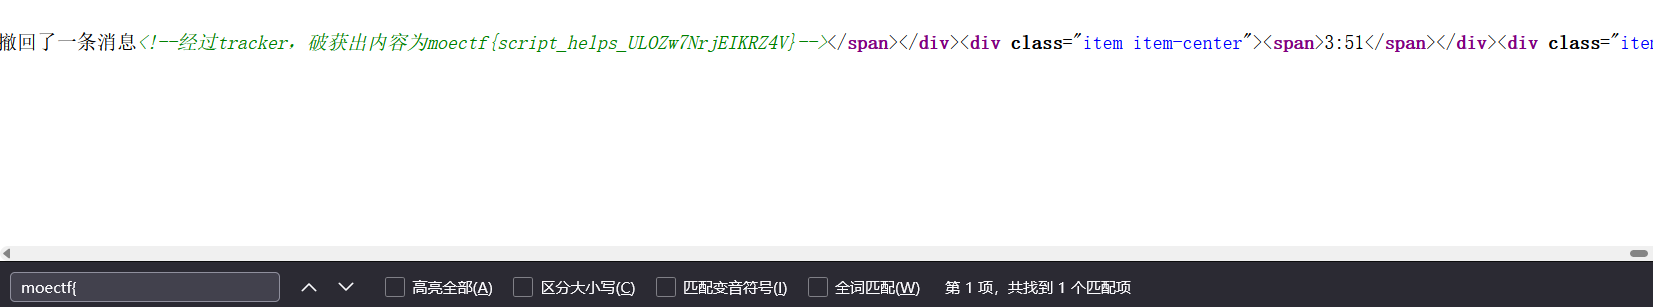 撤回了一条消息<!--经过tracker，破获出内容为moectf{script_helps_ULOZw7NrjEIKRZ4V}--></span></div><div class="item item-center"><span>3:51</span></div><div class="item
moectf{ 高亮全部(A) 区分大小写(C) 匹配变音符号(I) 全词匹配(W) 第 1 项，共找到 1 个匹配项